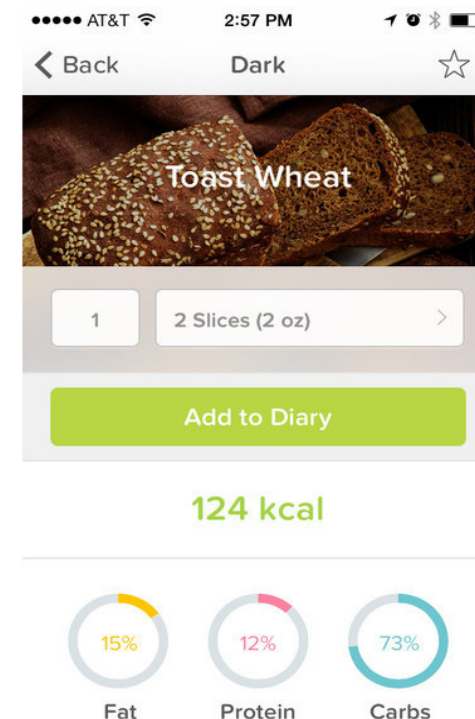 AT&T 2:57 PM
Back Dark
Toast Wheat
1 2 Slices (2 oz)
Add to Diary
124 kcal
15% 12% 73%
Fat Protein Carbs